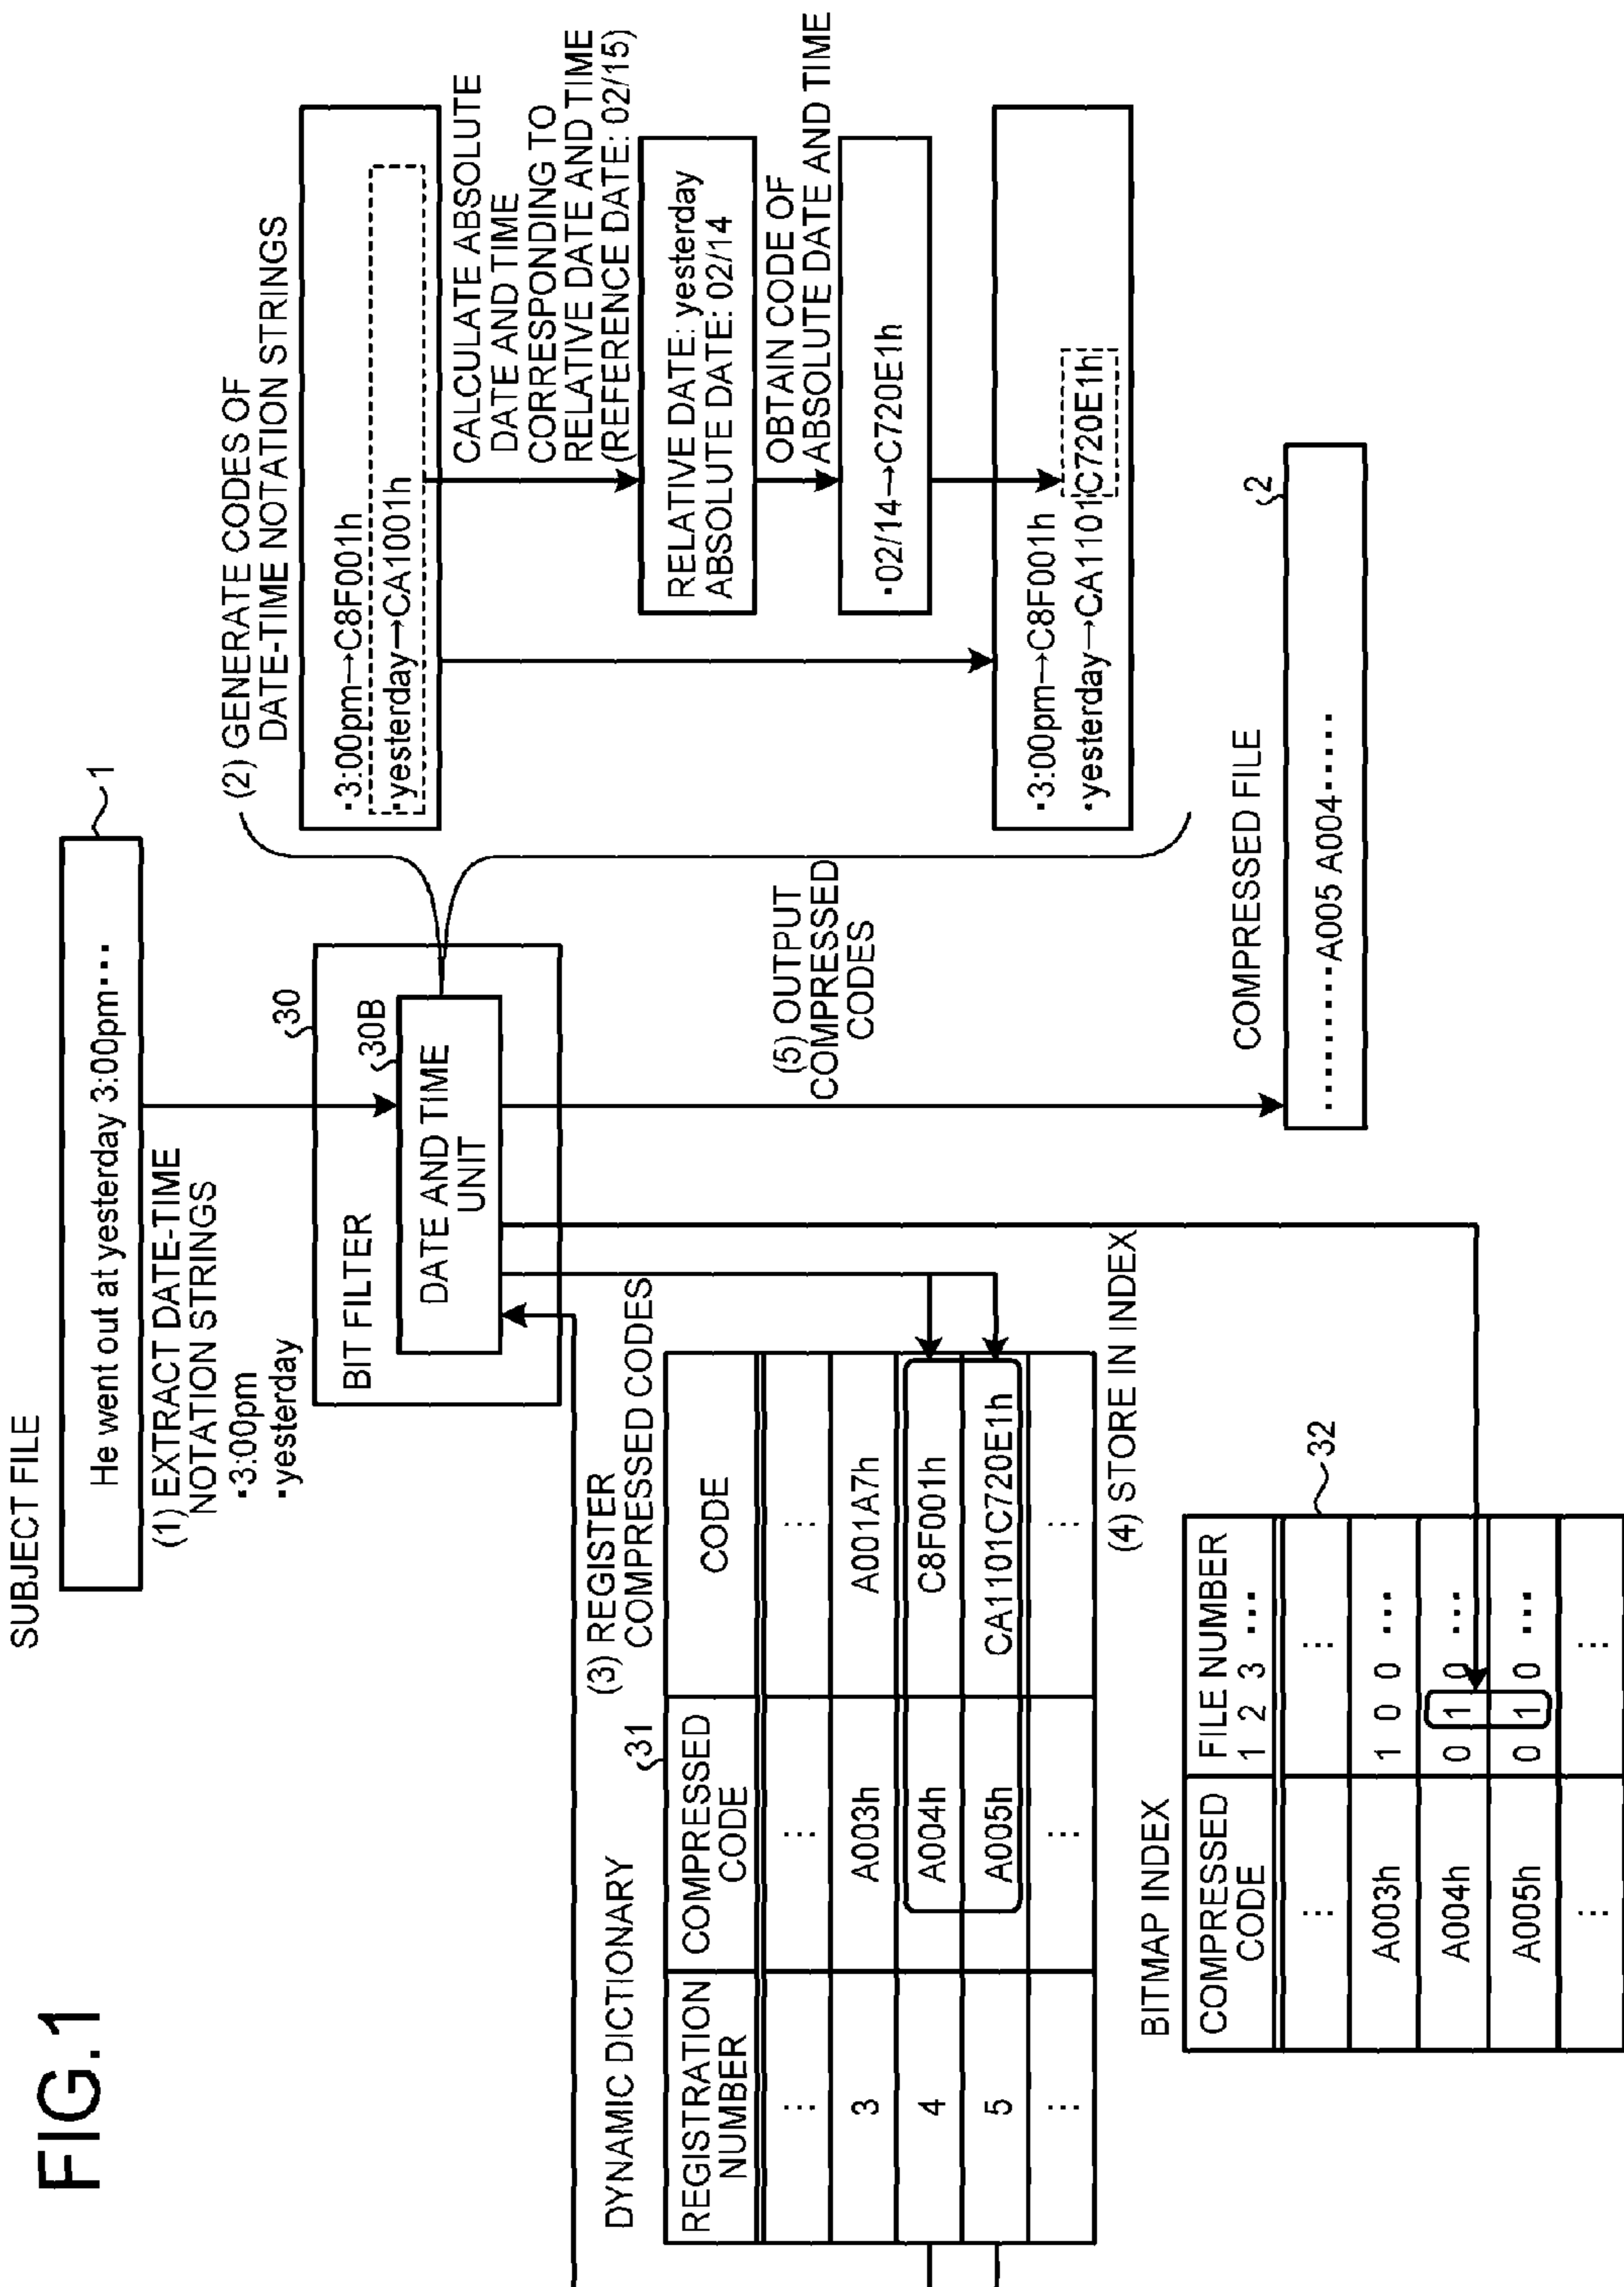 FIG.1
SUBJECT FILE
1
He went out at yesterday 3:00pm···
(1) EXTRACT DATE-TIME
NOTATION STRINGS
·3:00pm
·yesterday
30
BIT FILTER
30B
DATE AND TIME
UNIT
(2) GENERATE CODES OF
DATE-TIME NOTATION STRINGS
·3:00pm→C8F001h
·yesterday→CA1001h
CALCULATE ABSOLUTE
DATE AND TIME
CORRESPONDING TO
RELATIVE DATE AND TIME
(REFERENCE DATE: 02/15)
RELATIVE DATE: yesterday
ABSOLUTE DATE: 02/14
OBTAIN CODE OF
ABSOLUTE DATE AND TIME
·02/14→C720E1h
·3:00pm→C8F001h
·yesterday→CA1101C720E1h
(3) REGISTER
COMPRESSED CODES
DYNAMIC DICTIONARY
31
REGISTRATION NUMBER COMPRESSED CODE CODE
⋮ ⋮ ⋮
3 A003h A001A7h
4 A004h C8F001h
5 A005h CA1101C720E1h
⋮ ⋮ ⋮
(4) STORE IN INDEX
BITMAP INDEX
32
COMPRESSED CODE FILE NUMBER
1 2 3 ···
⋮ ⋮
A003h 1 0 0 ···
A004h 0 1 0 ···
A005h 0 1 0 ···
⋮ ⋮
(5) OUTPUT
COMPRESSED
CODES
COMPRESSED FILE
2
·········A005 A004······